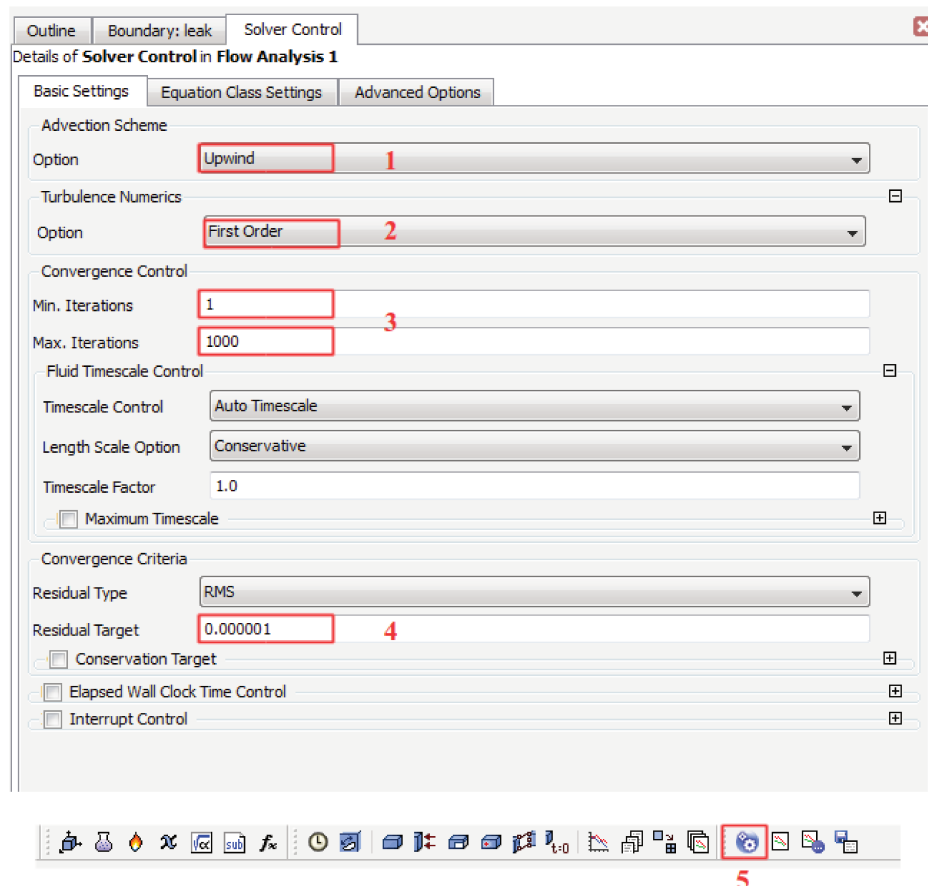 Outline Boundary: leak Solver Control
Details of Solver Control in Flow Analysis 1
Basic Settings Equation Class Settings Advanced Options
Advection Scheme
Option Upwind 1
Turbulence Numerics
Option First Order 2
Convergence Control
Min. Iterations 1
3
Max. Iterations 1000
Fluid Timescale Control
Timescale Control Auto Timescale
Length Scale Option Conservative
Timescale Factor 1.0
Maximum Timescale
Convergence Criteria
Residual Type RMS
Residual Target 0.000001 4
Conservation Target
Elapsed Wall Clock Time Control
Interrupt Control
x √α sub fx t=0
5